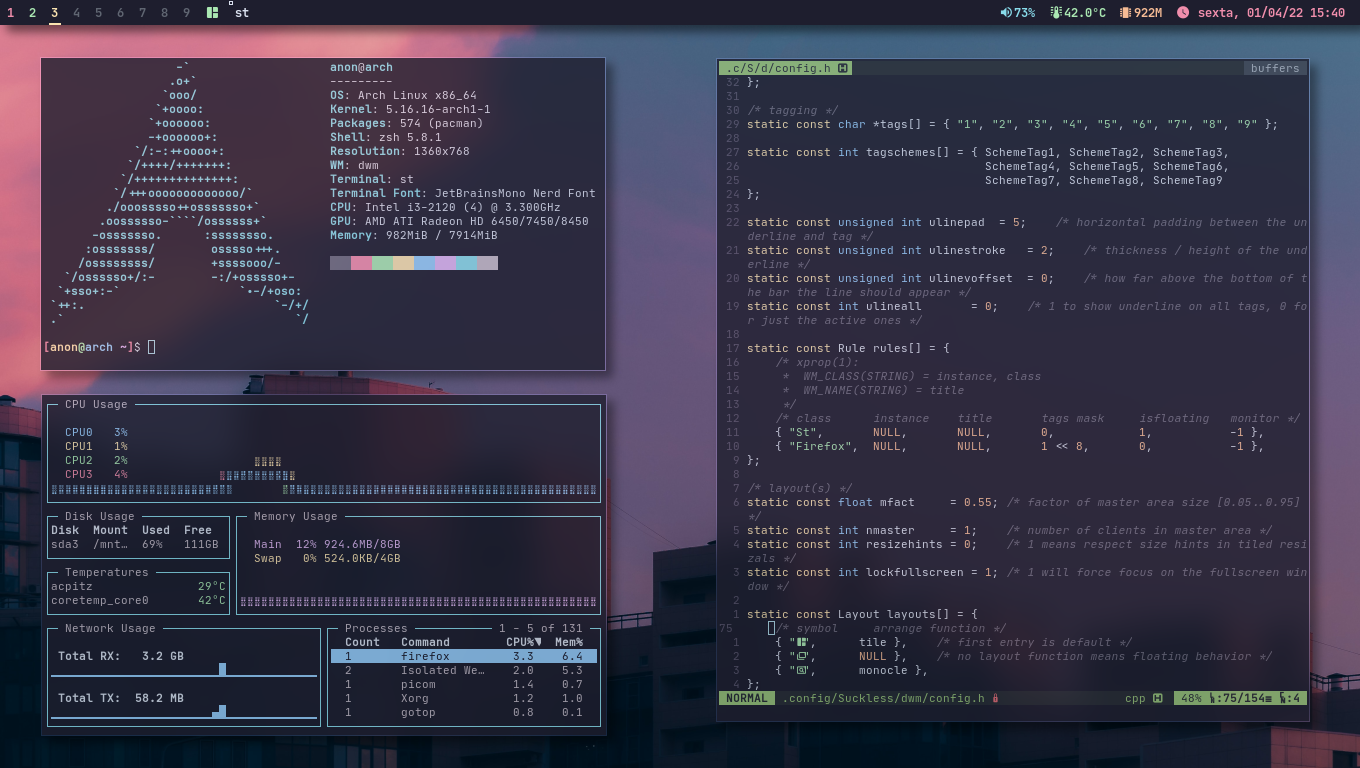 1 2 3 4 5 6 7 8 9 st 73% 42.0°C 922M sexta, 01/04/22 15:40
-`
.o+`
`ooo/
`+oooo:
`+oooooo:
-+oooooo+:
`/:-:++oooo+:
`/++++/+++++++:
`/++++++++++++++:
`/+++ooooooooooooo/`
./ooosssso++osssssso+`
.oossssso-````/ossssss+`
-osssssso. :ssssssso.
:osssssss/ osssso+++.
/ossssssss/ +ssssooo/-
`/ossssso+/:- -:/+osssso+-
`+sso+:-` `.-/+oso:
`++:. `-/+/
.` `/
anon@arch
---------
OS: Arch Linux x86_64
Kernel: 5.16.16-arch1-1
Packages: 574 (pacman)
Shell: zsh 5.8.1
Resolution: 1360x768
WM: dwm
Terminal: st
Terminal Font: JetBrainsMono Nerd Font
CPU: Intel i3-2120 (4) @ 3.300GHz
GPU: AMD ATI Radeon HD 6450/7450/8450
Memory: 982MiB / 7914MiB
[anon@arch ~]$
CPU Usage
CPU0 3%
CPU1 1%
CPU2 2%
CPU3 4%
Disk Usage
Disk Mount Used Free
sda3 /mnt… 69% 111GB
Temperatures
acpitz 29°C
coretemp_core0 42°C
Memory Usage
Main 12% 924.6MB/8GB
Swap 0% 524.0KB/4GB
Network Usage
Total RX: 3.2 GB
Total TX: 58.2 MB
Processes 1 - 5 of 131
Count Command CPU%▼ Mem%
1 firefox 3.3 6.4
2 Isolated We… 2.0 5.3
1 picom 1.4 0.7
1 Xorg 1.2 1.0
1 gotop 0.8 0.1
.c/S/d/config.h buffers
32 };
31
30 /* tagging */
29 static const char *tags[] = { "1", "2", "3", "4", "5", "6", "7", "8", "9" };
28
27 static const int tagschemes[] = { SchemeTag1, SchemeTag2, SchemeTag3,
26 SchemeTag4, SchemeTag5, SchemeTag6,
25 SchemeTag7, SchemeTag8, SchemeTag9
24 };
23
22 static const unsigned int ulinepad = 5; /* horizontal padding between the un
derline and tag */
21 static const unsigned int ulinestroke = 2; /* thickness / height of the und
erline */
20 static const unsigned int ulinevoffset = 0; /* how far above the bottom of t
he bar the line should appear */
19 static const int ulineall = 0; /* 1 to show underline on all tags, 0 fo
r just the active ones */
18
17 static const Rule rules[] = {
16 /* xprop(1):
15 * WM_CLASS(STRING) = instance, class
14 * WM_NAME(STRING) = title
13 */
12 /* class instance title tags mask isfloating monitor */
11 { "St", NULL, NULL, 0, 1, -1 },
10 { "Firefox", NULL, NULL, 1 << 8, 0, -1 },
9 };
8
7 /* layout(s) */
6 static const float mfact = 0.55; /* factor of master area size [0.05..0.95]
*/
5 static const int nmaster = 1; /* number of clients in master area */
4 static const int resizehints = 0; /* 1 means respect size hints in tiled resi
zals */
3 static const int lockfullscreen = 1; /* 1 will force focus on the fullscreen win
dow */
2
1 static const Layout layouts[] = {
75 /* symbol arrange function */
1 { "", tile }, /* first entry is default */
2 { "", NULL }, /* no layout function means floating behavior */
3 { "", monocle },
4 };
NORMAL .config/Suckless/dwm/config.h cpp 48% :75/154≡ :4